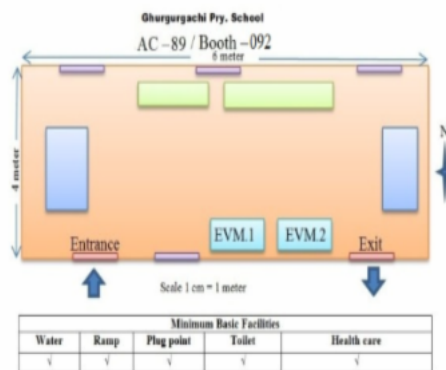 Ghurgurgachi Pry. School
AC -89 / Booth -092
6 meter
4 meter
N
EVM.1 EVM.2
Entrance Exit
Scale 1 cm = 1 meter
Minimum Basic Facilities
Water Ramp Plug point Toilet Health care
√ √ √ √ √